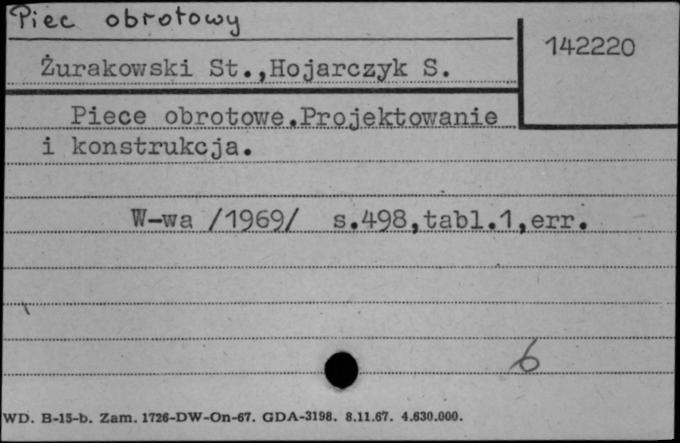 Piec obrotowy
142220
Żurakowski St.,Hojarczyk S.
Piece obrotowe.Projektowanie
i konstrukcja.
W-wa /1969/ s.498,tabl.1,err.
6
WD. B-15-b. Zam. 1726-DW-On-67. GDA-3198. 8.11.67. 4.630.000.